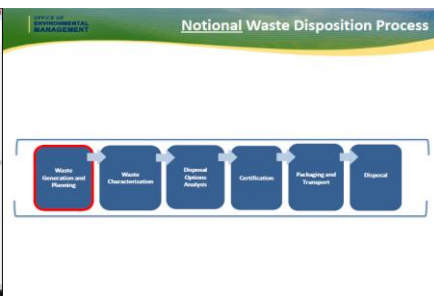 OFFICE OF
ENVIRONMENTAL
MANAGEMENT
Notional Waste Disposition Process
Waste
Generation and
Planning
Waste
Characterization
Disposal
Options
Analysis
Certification
Packaging and
Transport
Disposal